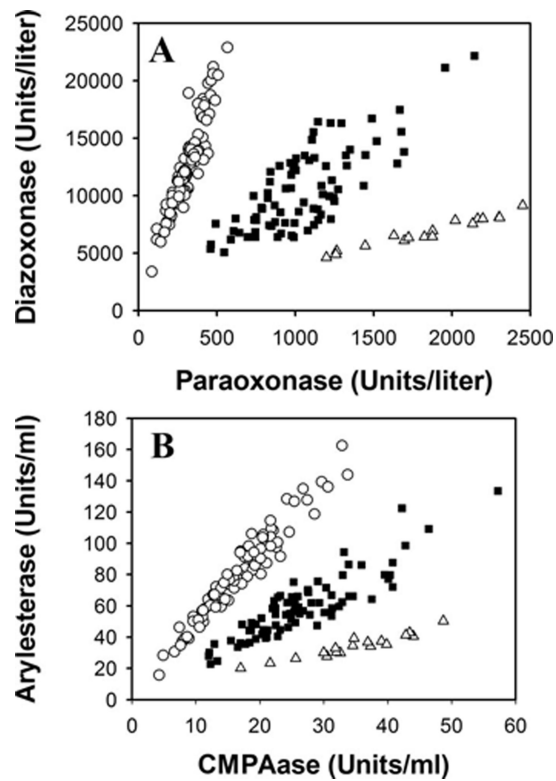 A
Diazoxonase (Units/liter)
25000
20000
15000
10000
5000
0
0 500 1000 1500 2000 2500
Paraoxonase (Units/liter)
B
Arylesterase (Units/ml)
180
160
140
120
100
80
60
40
20
0
0 10 20 30 40 50 60
CMPAase (Units/ml)